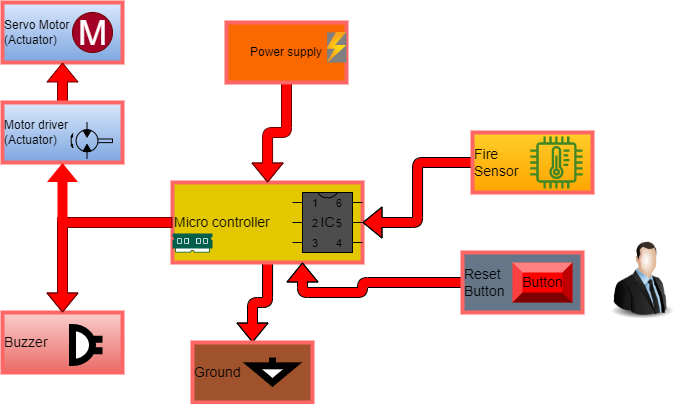 Servo Motor
(Actuator)
M
Power supply
Motor driver
(Actuator)
Fire
Sensor
Micro controller
1 6
2 IC 5
3 4
Reset
Button
Button
Buzzer
Ground